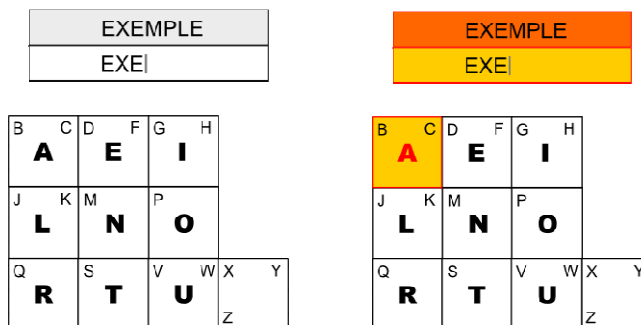 EXEMPLE
EXE
B C D F G H
A E I
J K M P
L N O
Q S V W X Y
R T U
Z
EXEMPLE
EXE
B C D F G H
A E I
J K M P
L N O
Q S V W X Y
R T U
Z